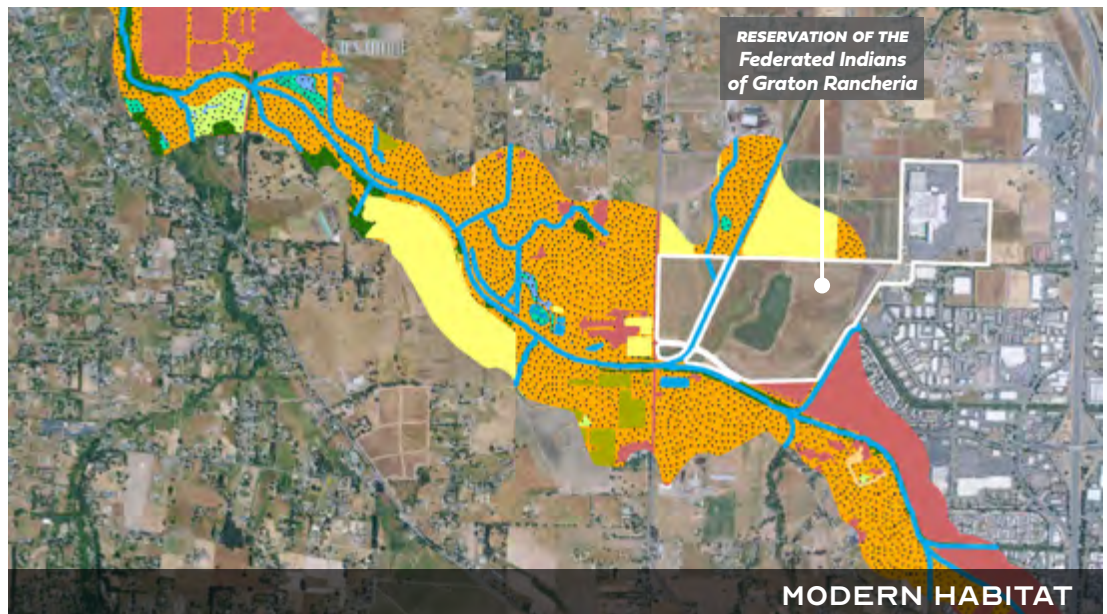 RESERVATION OF THE
Federated Indians
of Graton Rancheria
MODERN HABITAT